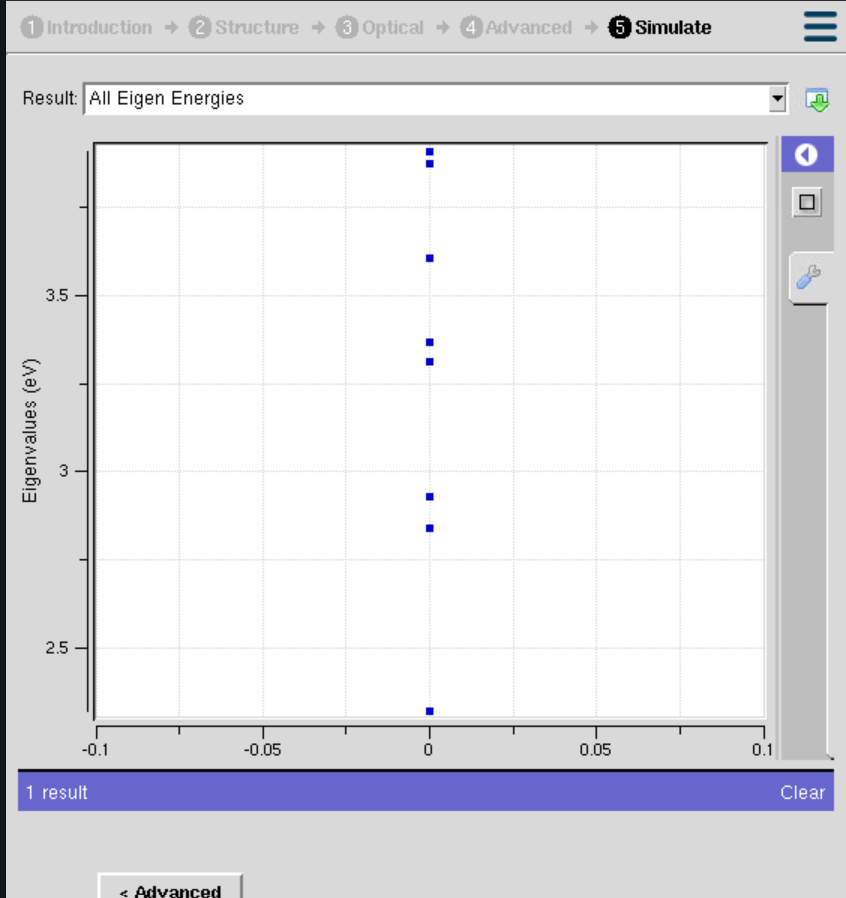 1 Introduction → 2 Structure → 3 Optical → 4 Advanced → 5 Simulate
Result: All Eigen Energies
Eigenvalues (eV)
3.5
3
2.5
-0.1 -0.05 0 0.05 0.1
1 result Clear
< Advanced